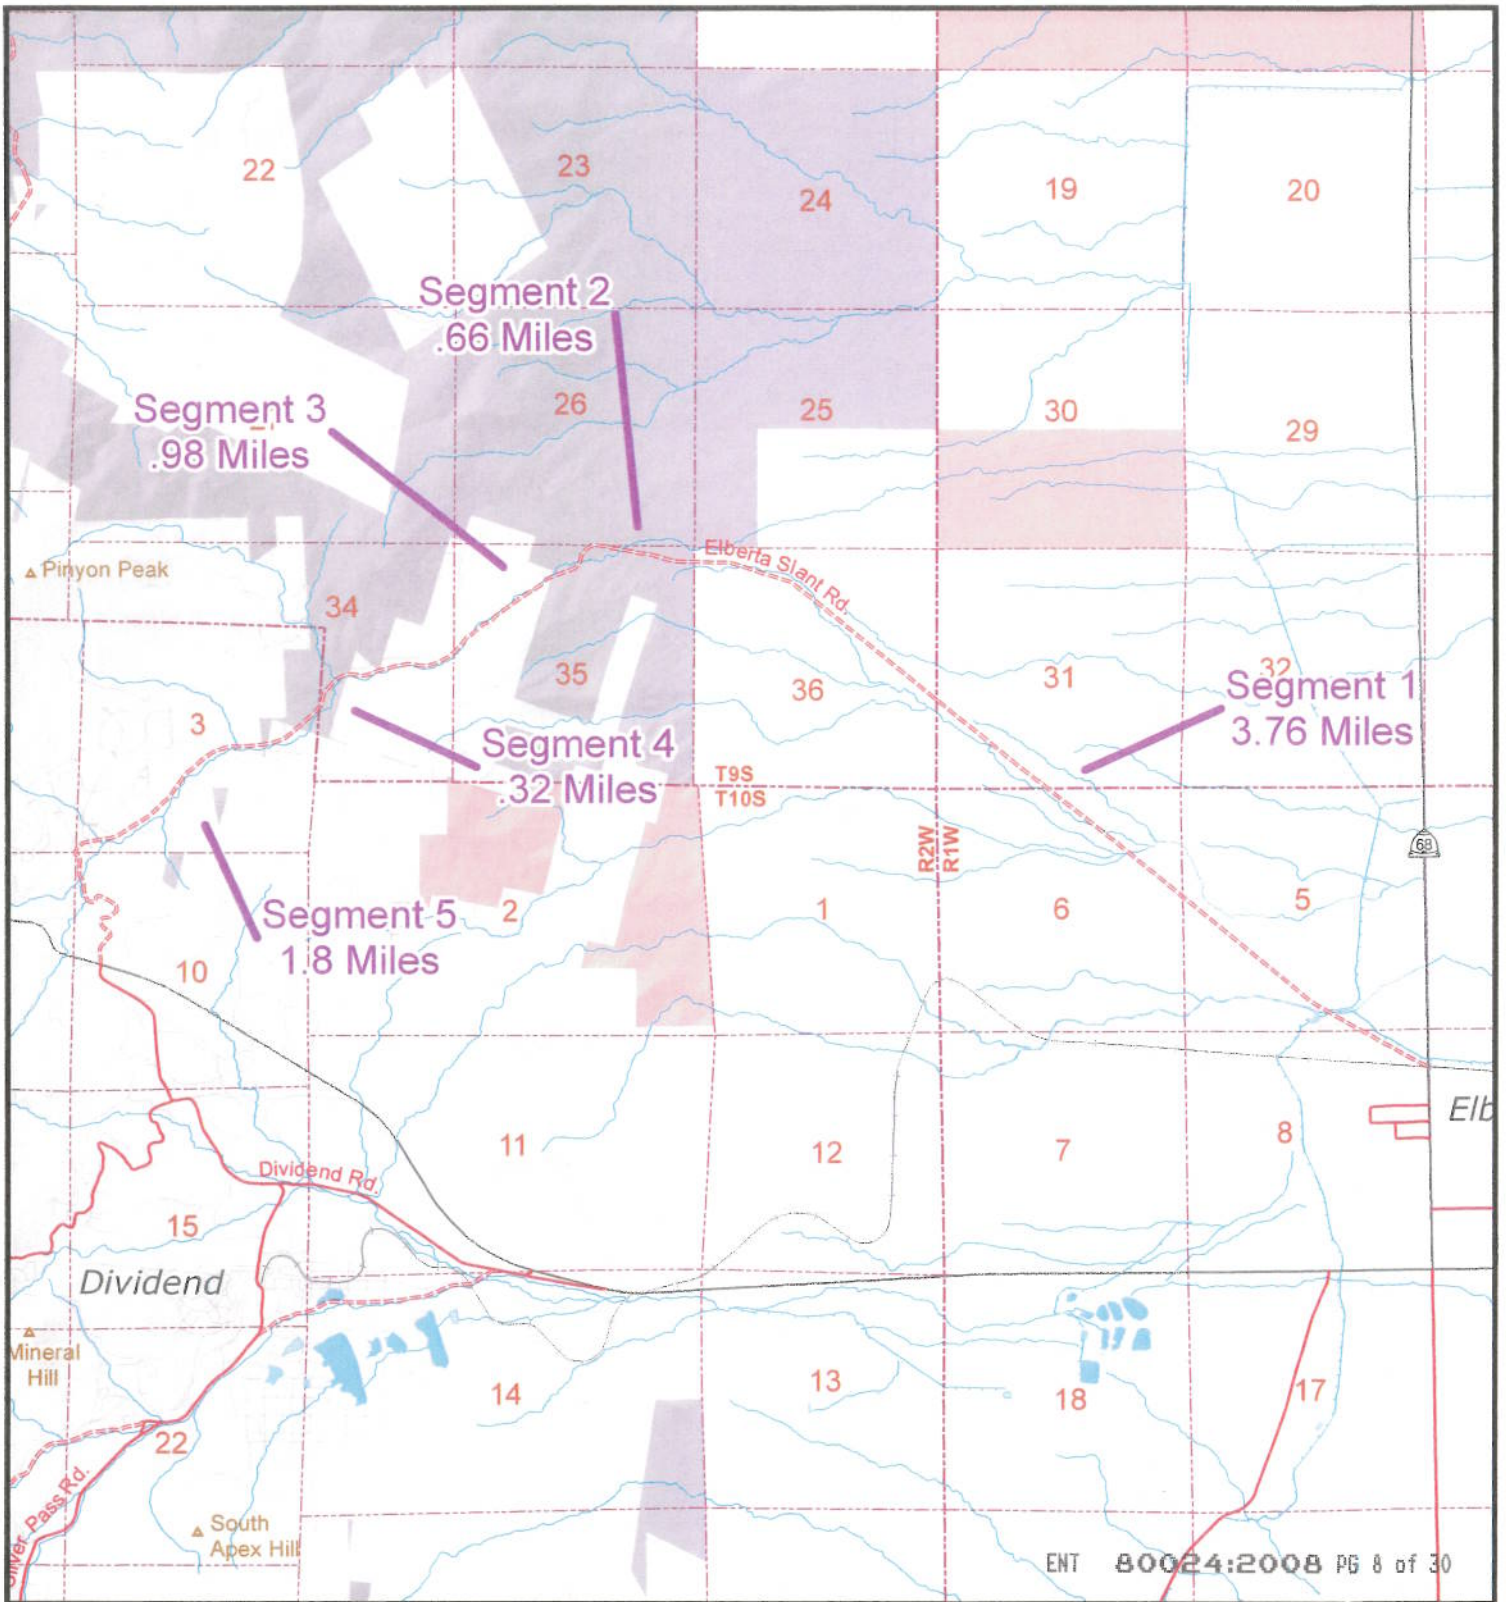 22
23
24
19
20
Segment 2
.66 Miles
Segment 3
.98 Miles
26
25
30
29
Pinyon Peak
Elberta Slant Rd.
34
35
36
31
32
Segment 1
3.76 Miles
3
Segment 4
.32 Miles
T9S
T10S
R2W
R1W
68
Segment 5
1.8 Miles
2
1
6
5
10
Elb
11
12
7
8
Dividend Rd.
15
Dividend
Mineral
Hill
14
13
18
17
22
Silver Pass Rd.
South
Apex Hill
ENT 80024:2008 PG 8 of 30